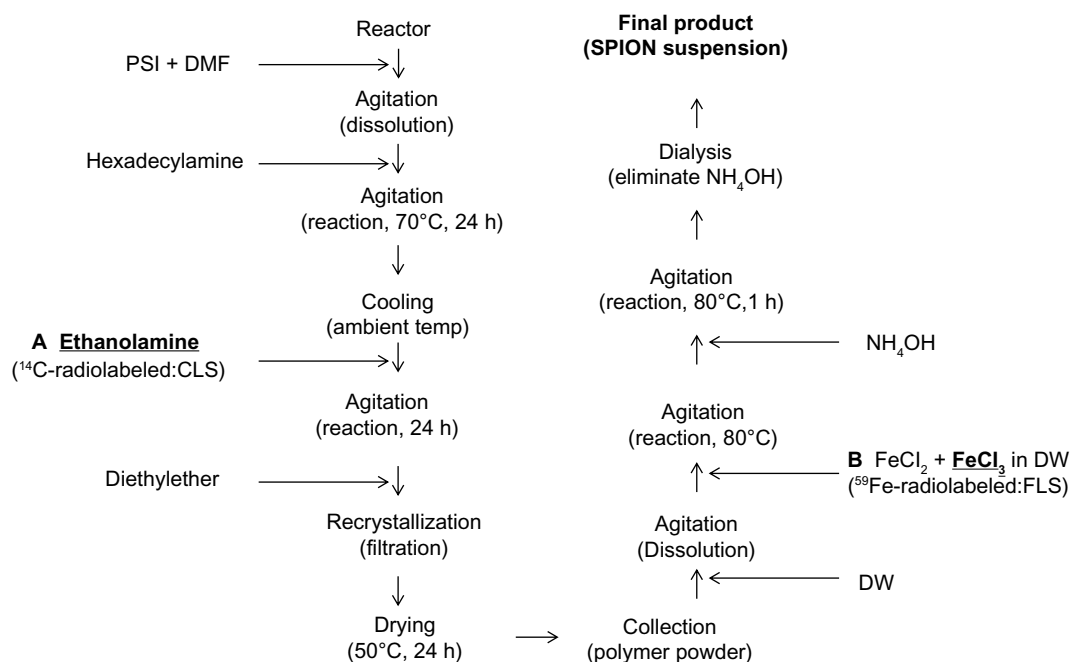 Reactor
PSI + DMF
Agitation
(dissolution)
Hexadecylamine
Agitation
(reaction, 70°C, 24 h)
Cooling
(ambient temp)
A Ethanolamine
(¹⁴C-radiolabeled:CLS)
Agitation
(reaction, 24 h)
Diethylether
Recrystallization
(filtration)
Drying
(50°C, 24 h)
Collection
(polymer powder)
DW
Agitation
(Dissolution)
B FeCl₂ + FeCl₃ in DW
(⁵⁹Fe-radiolabeled:FLS)
Agitation
(reaction, 80°C)
NH₄OH
Agitation
(reaction, 80°C,1 h)
Dialysis
(eliminate NH₄OH)
Final product
(SPION suspension)